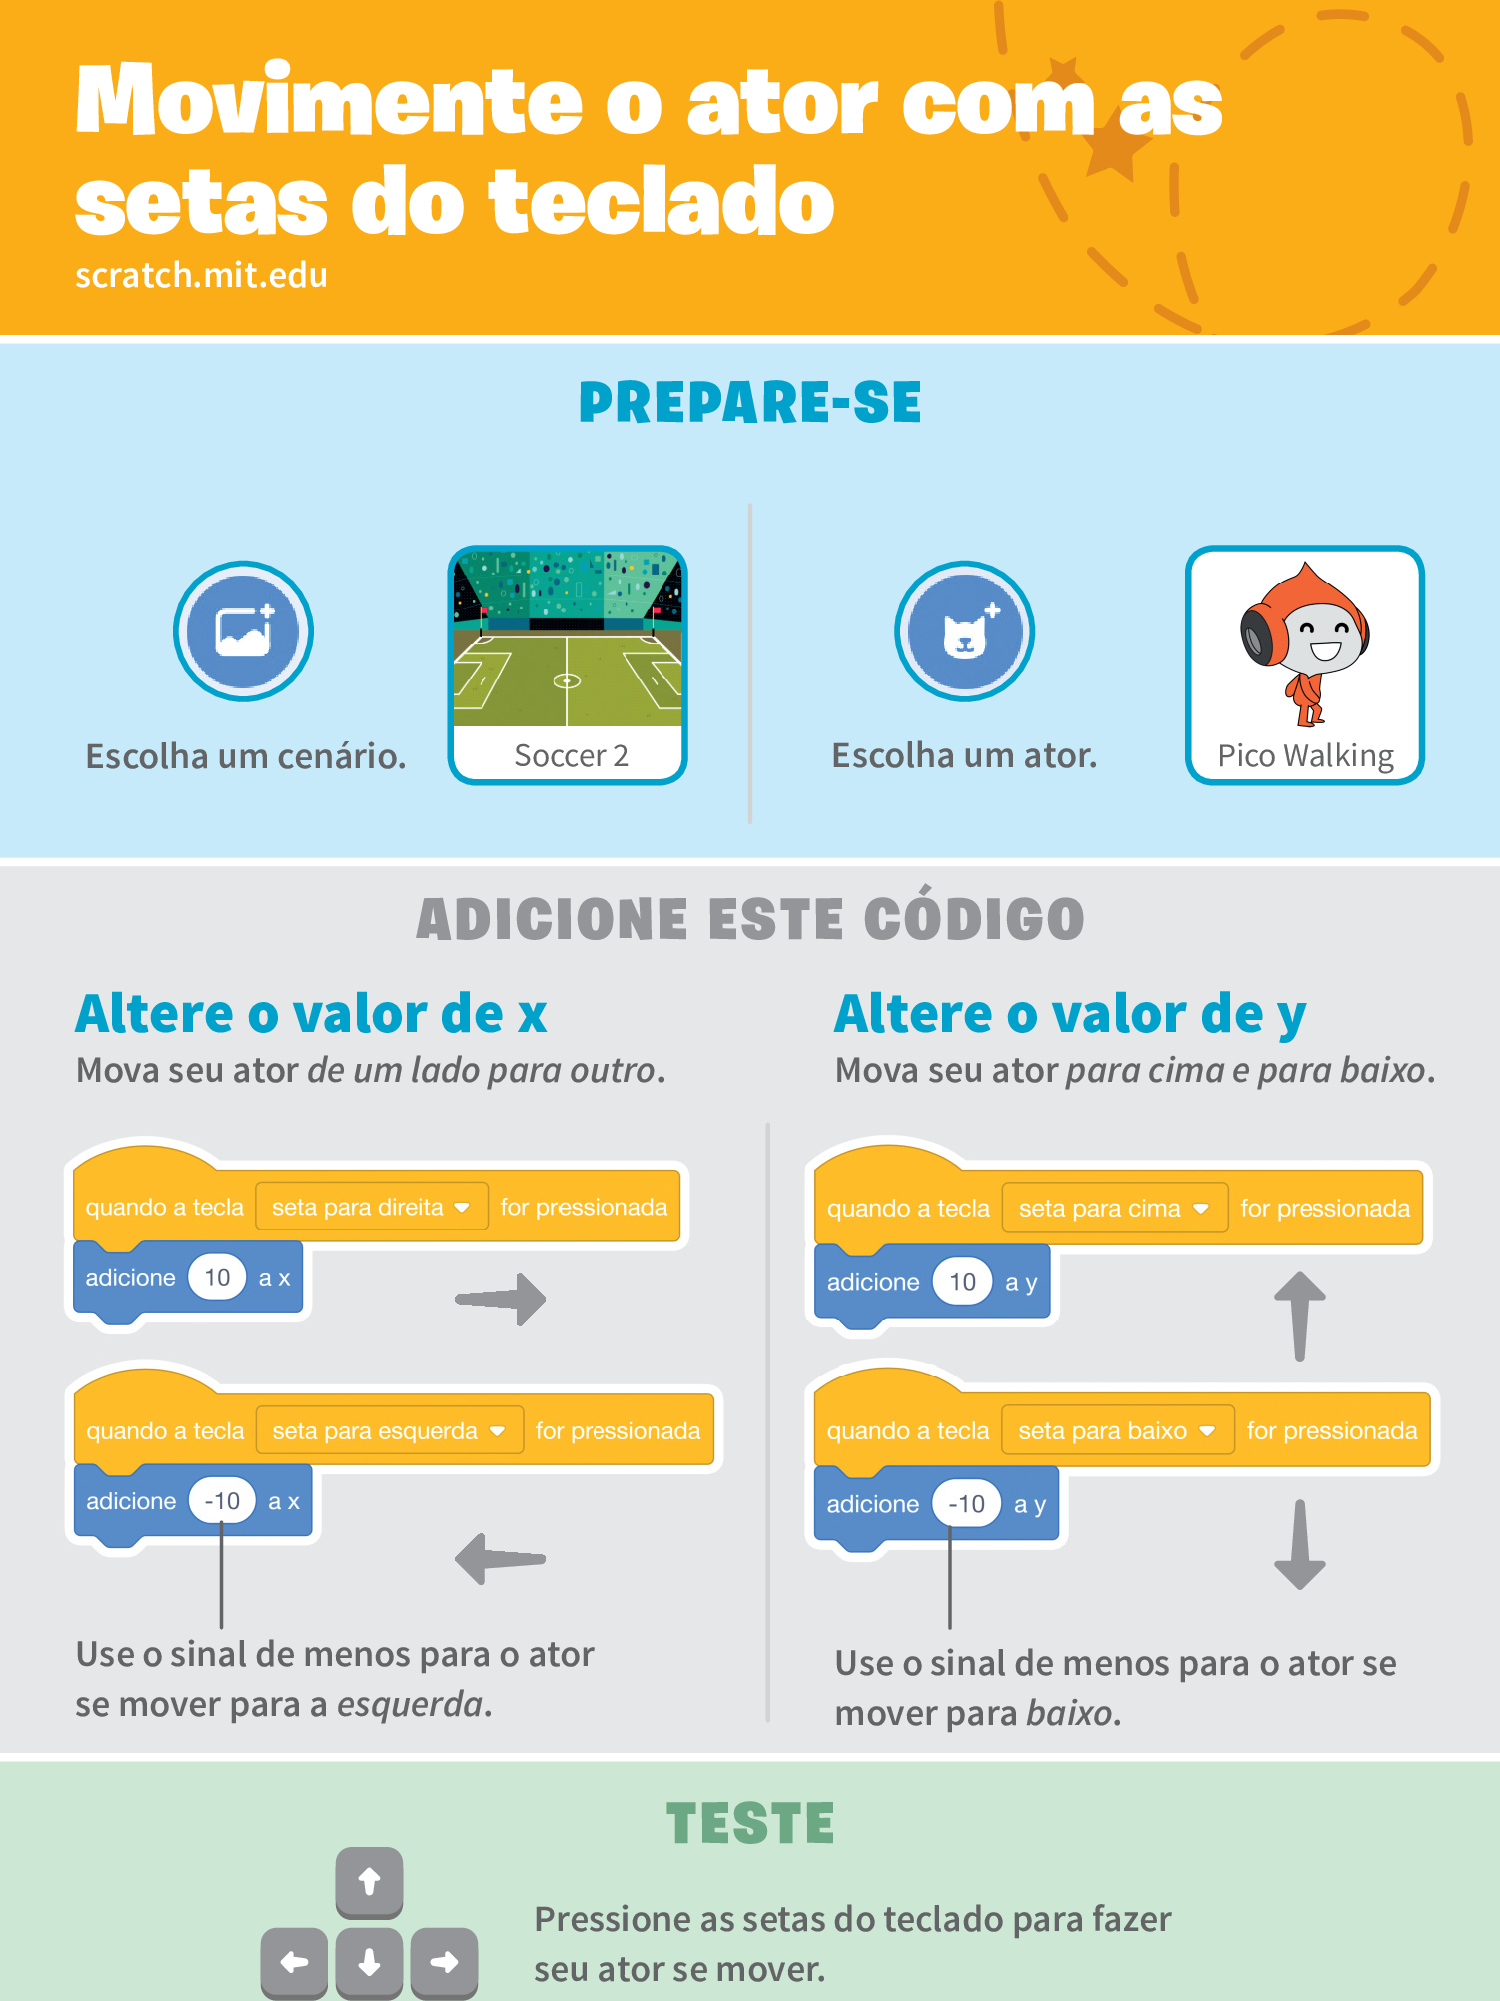 Movimente o ator com as
setas do teclado
scratch.mit.edu
PREPARE-SE
Escolha um cenário.
Soccer 2
Escolha um ator.
Pico Walking
ADICIONE ESTE CÓDIGO
Altere o valor de x
Mova seu ator de um lado para outro.
quando a tecla seta para direita for pressionada
adicione 10 a x
quando a tecla seta para esquerda for pressionada
adicione -10 a x
Use o sinal de menos para o ator
se mover para a esquerda.
Altere o valor de y
Mova seu ator para cima e para baixo.
quando a tecla seta para cima for pressionada
adicione 10 a y
quando a tecla seta para baixo for pressionada
adicione -10 a y
Use o sinal de menos para o ator se
mover para baixo.
TESTE
Pressione as setas do teclado para fazer
seu ator se mover.